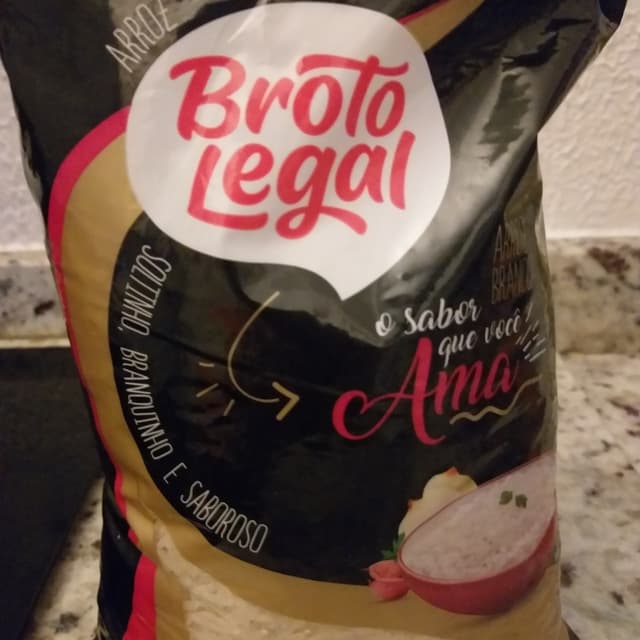 ARROZ
Broto
Legal
o sabor
que você
Ama
SOLTINHO, BRANQUINHO E SABOROSO